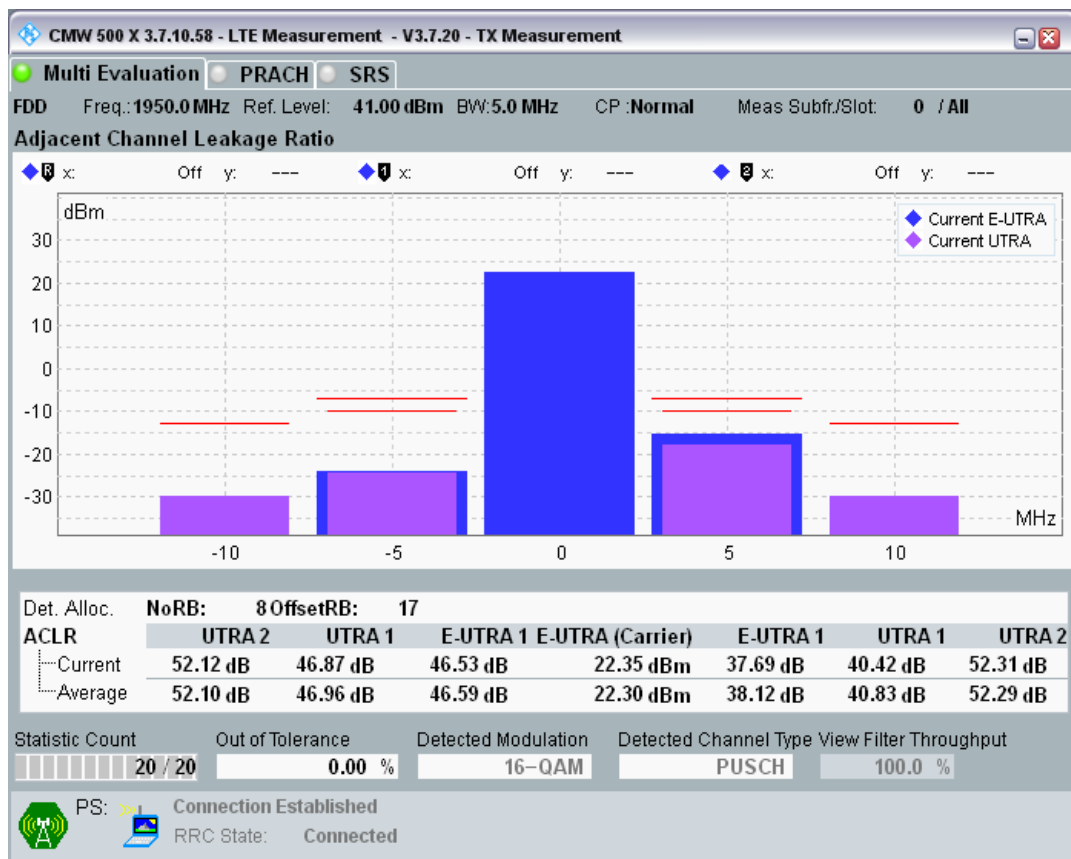 CMW 500 X 3.7.10.58 - LTE Measurement - V3.7.20 - TX Measurement
Multi Evaluation PRACH SRS
FDD Freq.: 1950.0 MHz Ref. Level: 41.00 dBm BW: 5.0 MHz CP : Normal Meas Subfr./Slot: 0 / All
Adjacent Channel Leakage Ratio
R x: Off y: --- 1 x: Off y: --- 2 x: Off y: ---
dBm
Current E-UTRA
Current UTRA
30
20
10
0
-10
-20
-30
MHz
-10 -5 0 5 10
Det. Alloc. NoRB: 8 OffsetRB: 17
ACLR UTRA 2 UTRA 1 E-UTRA 1 E-UTRA (Carrier) E-UTRA 1 UTRA 1 UTRA 2
Current 52.12 dB 46.87 dB 46.53 dB 22.35 dBm 37.69 dB 40.42 dB 52.31 dB
Average 52.10 dB 46.96 dB 46.59 dB 22.30 dBm 38.12 dB 40.83 dB 52.29 dB
Statistic Count Out of Tolerance Detected Modulation Detected Channel Type View Filter Throughput
20 / 20 0.00 % 16-QAM PUSCH 100.0 %
PS: Connection Established
RRC State: Connected